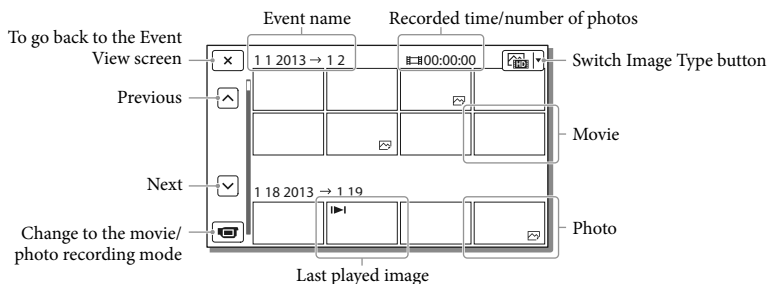 Event name
Recorded time/number of photos
To go back to the Event
View screen
1 1 2013 → 1 2
00:00:00
HD
Switch Image Type button
Previous
Movie
Next
1 18 2013 → 1 19
Change to the movie/
photo recording mode
Photo
Last played image